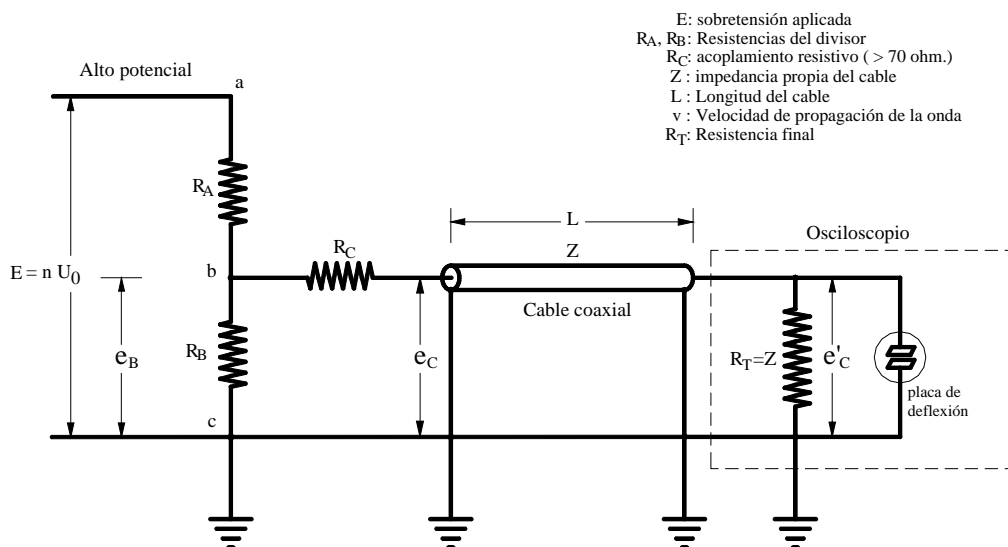 E: sobretensión aplicada
RA, RB: Resistencias del divisor
RC: acoplamiento resistivo ( > 70 ohm.)
Z : impedancia propia del cable
L : Longitud del cable
v : Velocidad de propagación de la onda
RT: Resistencia final
Alto potencial
a
RA
L
Osciloscopio
RC
Z
E = n U0
b
Cable coaxial
eB
RB
eC
RT=Z
e'C
placa de
deflexión
c